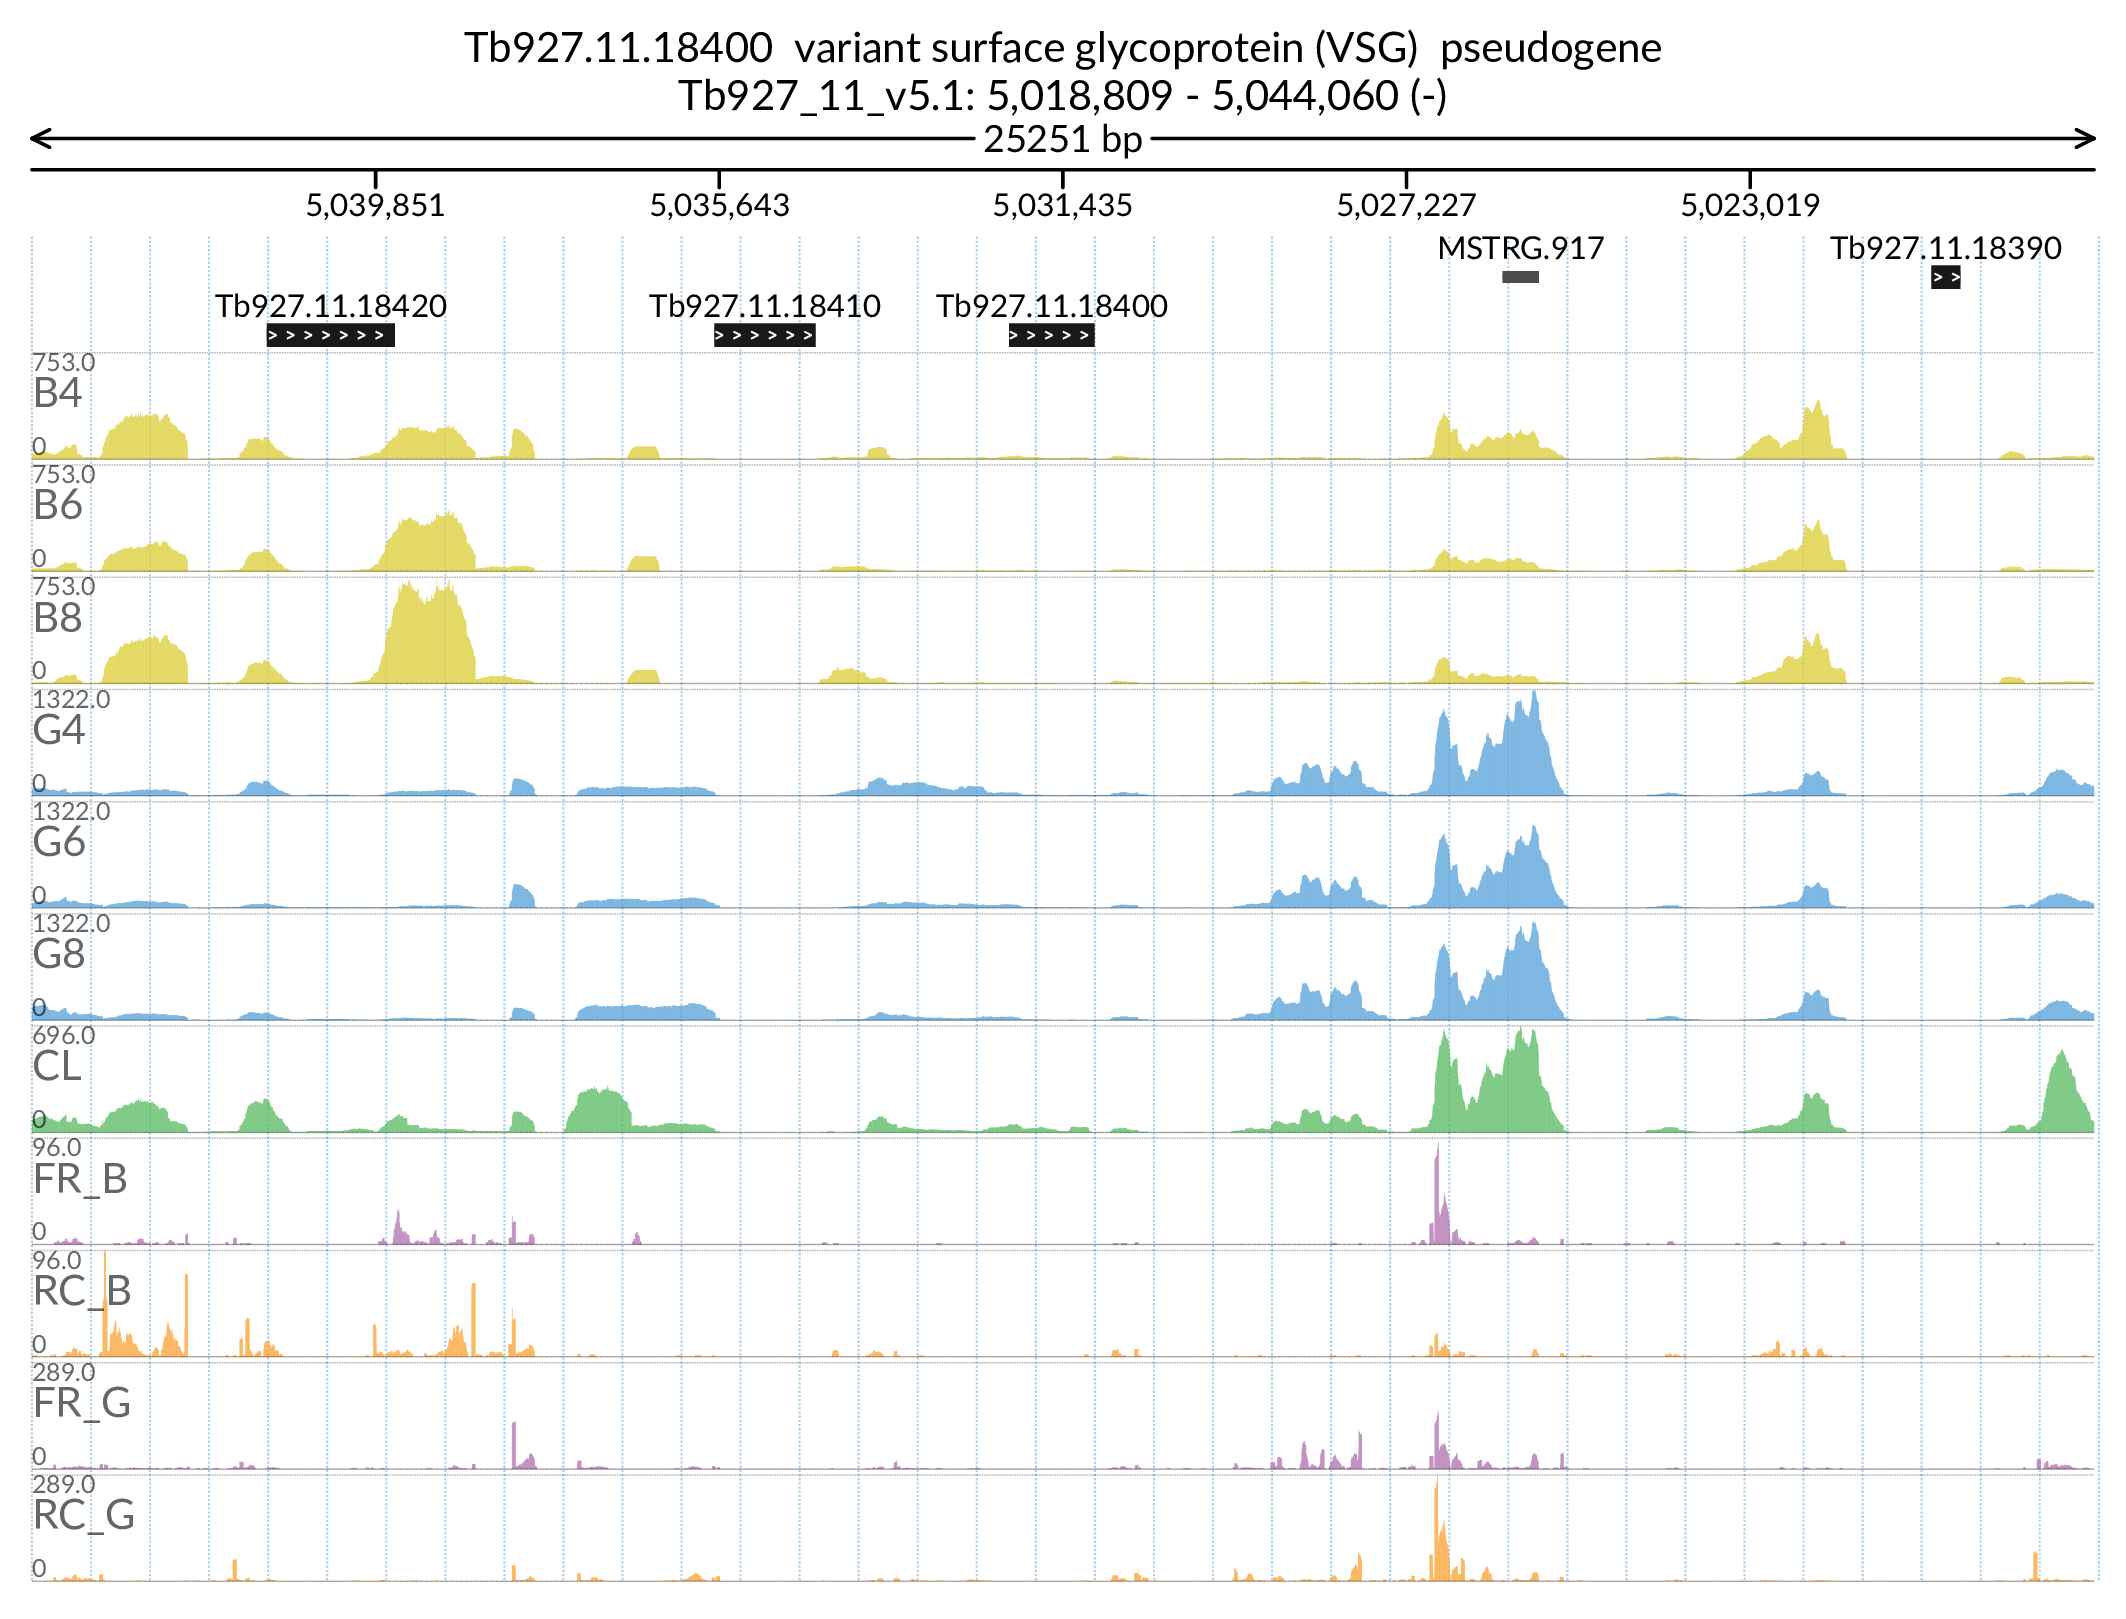 Tb927.11.18400 variant surface glycoprotein (VSG) pseudogene
Tb927_11_v5.1: 5,018,809 - 5,044,060 (-)
25251 bp
5,039,851 5,035,643 5,031,435 5,027,227 5,023,019
MSTRG.917 Tb927.11.18390
> >
Tb927.11.18420 Tb927.11.18410 Tb927.11.18400
> > > > > > > > > > > > > > > > > >
753.0
B4
0
753.0
B6
0
753.0
B8
0
1322.0
G4
0
1322.0
G6
0
1322.0
G8
0
696.0
CL
0
96.0
FR_B
0
96.0
RC_B
0
289.0
FR_G
0
289.0
RC_G
0